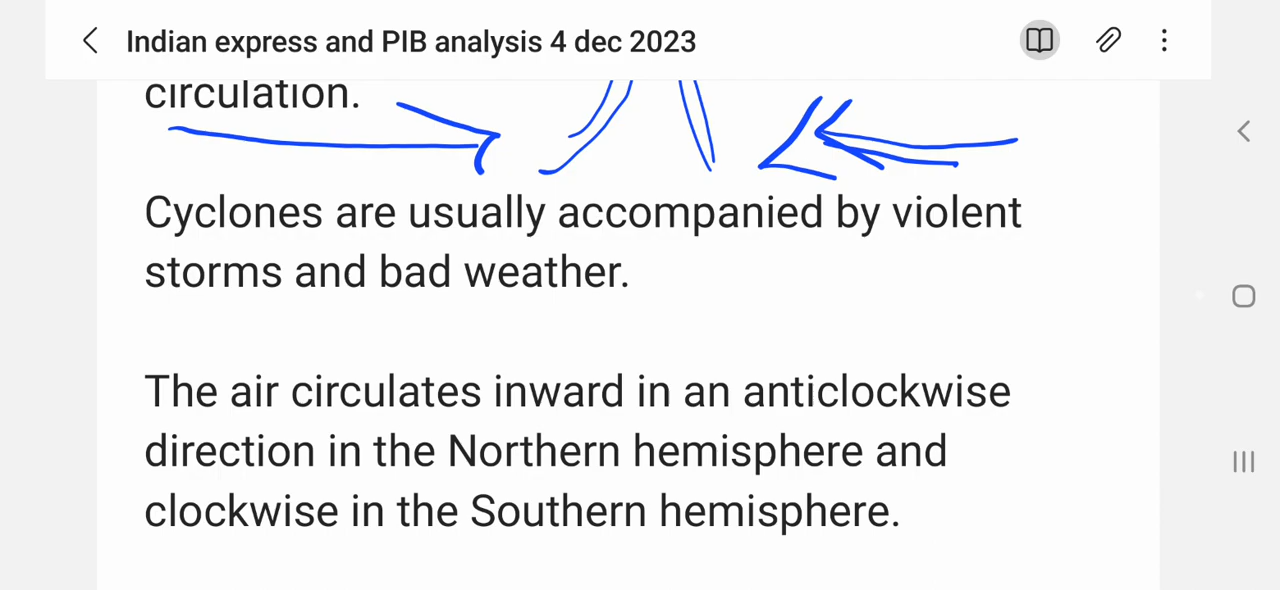 Indian express and PIB analysis 4 dec 2023
circulation.
Cyclones are usually accompanied by violent
storms and bad weather.
The air circulates inward in an anticlockwise
direction in the Northern hemisphere and
clockwise in the Southern hemisphere.